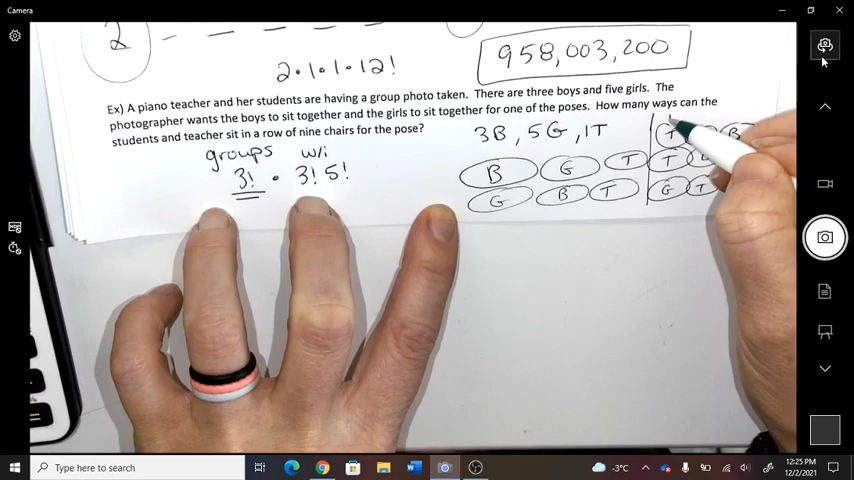 Camera
2
958,003,200
2·1·1·12!
Ex) A piano teacher and her students are having a group photo taken. There are three boys and five girls. The
photographer wants the boys to sit together and the girls to sit together for one of the poses. How many ways can the
students and teacher sit in a row of nine chairs for the pose?
3B, 5G, 1T
groups w/i
3! · 3! 5!
B G T T B
G B T T
G T
Type here to search
-3°C
12:25 PM
12/2/2021